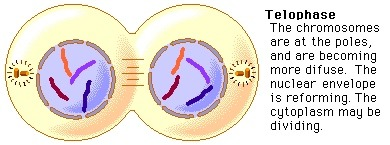 Telophase
The chromosomes
are at the poles,
and are becoming
more difuse. The
nuclear envelope
is reforming. The
cytoplasm may be
dividing.